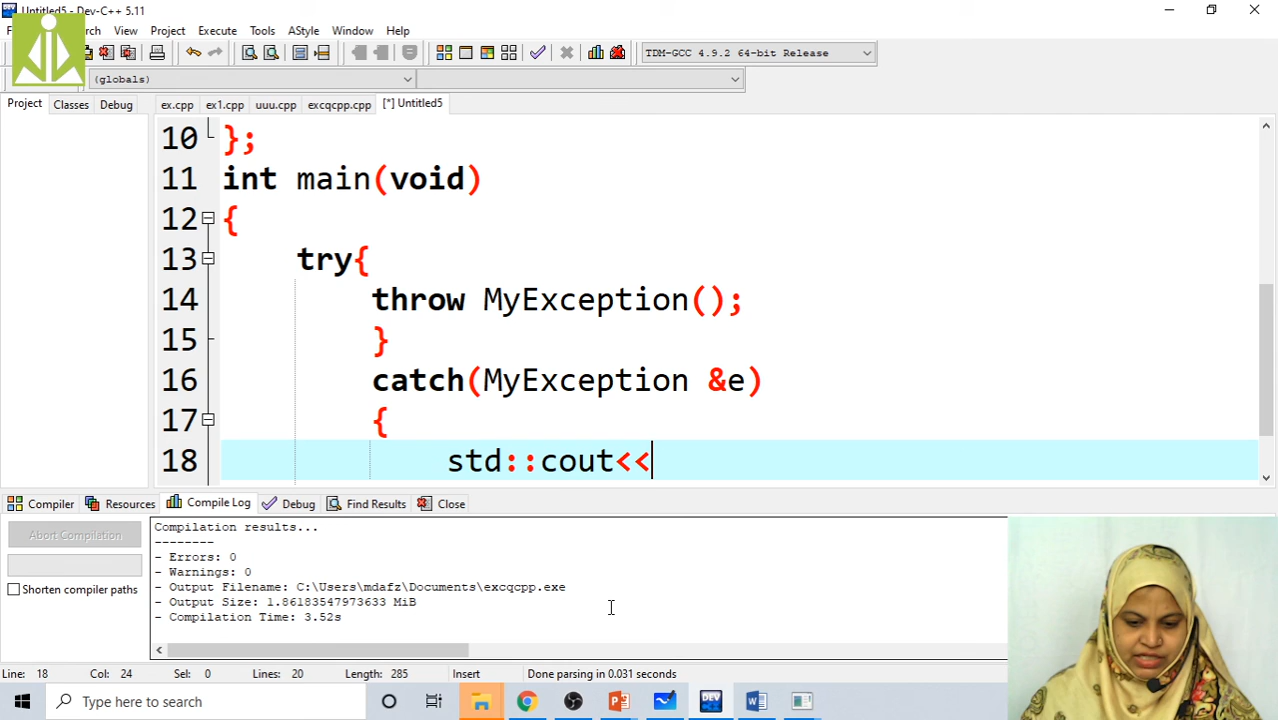 Untitled5 - Dev-C++ 5.11
View Project Execute Tools AStyle Window Help
TDM-GCC 4.9.2 64-bit Release
(globals)
Project Classes Debug ex.cpp ex1.cpp uuu.cpp excqcpp.cpp [*] Untitled5
10 };
11 int main(void)
12 {
13 try{
14 throw MyException();
15 }
16 catch(MyException &e)
17 {
18 std::cout<<
Compiler Resources Compile Log Debug Find Results Close
Abort Compilation
Shorten compiler paths
Compilation results...
--------
- Errors: 0
- Warnings: 0
- Output Filename: C:\Users\mdafz\Documents\excqcpp.exe
- Output Size: 1.86183547973633 MiB
- Compilation Time: 3.52s
Line: 18 Col: 24 Sel: 0 Lines: 20 Length: 285 Insert Done parsing in 0.031 seconds
Type here to search DEV